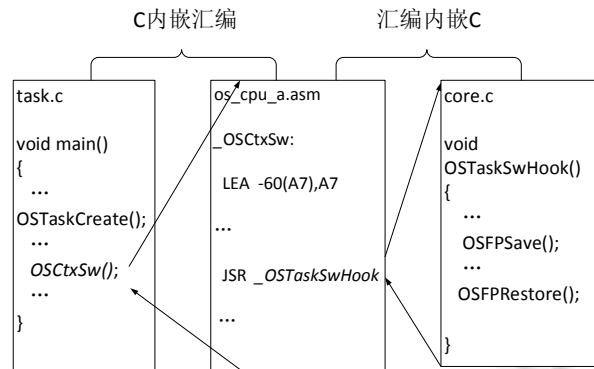 C内嵌汇编
汇编内嵌C
task.c
void main()
{
…
OSTaskCreate();
…
OSCtxSw();
…
}
os_cpu_a.asm
_OSCtxSw:
LEA -60(A7),A7
…
JSR _OSTaskSwHook
…
core.c
void
OSTaskSwHook()
{
…
OSFPSave();
…
OSFPRestore();
}